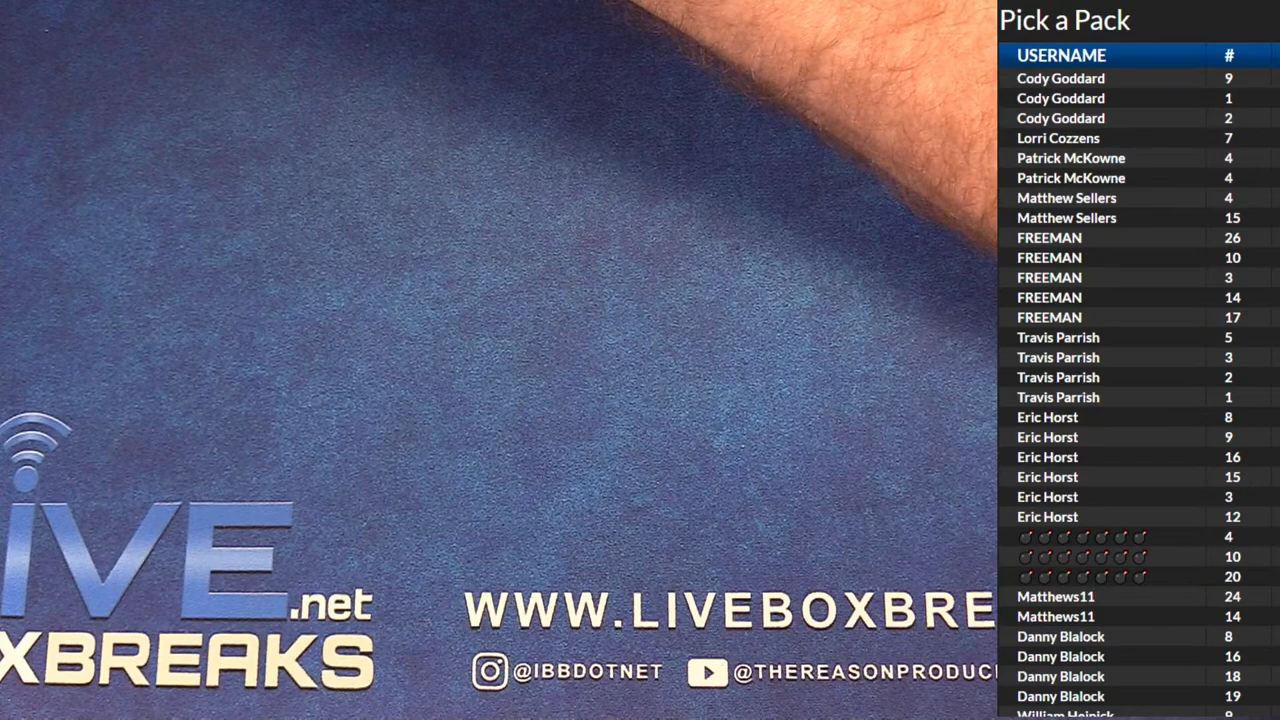 Pick a Pack
USERNAME #
Cody Goddard 9
Cody Goddard 1
Cody Goddard 2
Lorri Cozzens 7
Patrick McKowne 4
Patrick McKowne 4
Matthew Sellers 4
Matthew Sellers 15
FREEMAN 26
FREEMAN 10
FREEMAN 3
FREEMAN 14
FREEMAN 17
Travis Parrish 5
Travis Parrish 3
Travis Parrish 2
Travis Parrish 1
Eric Horst 8
Eric Horst 9
Eric Horst 16
Eric Horst 15
Eric Horst 3
Eric Horst 12
4
10
20
Matthews11 24
Matthews11 14
Danny Blalock 8
Danny Blalock 16
Danny Blalock 18
Danny Blalock 19
iVE.net
XBREAKS
WWW.LIVEBOXBRE
@IBBDOTNET @THEREASONPRODUC